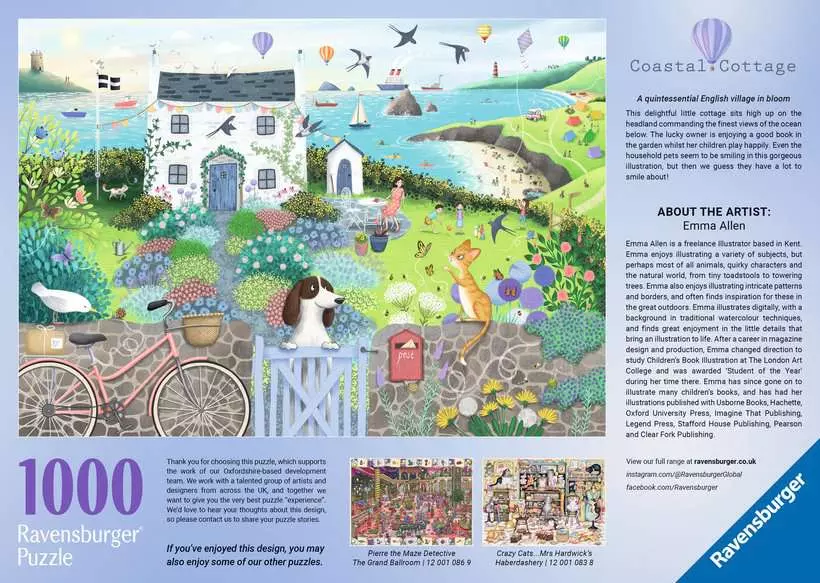 Coastal Cottage
A quintessential English village in bloom
This delightful little cottage sits high up on the
headland commanding the finest views of the ocean
below. The lucky owner is enjoying a good book in
the garden whilst her children play happily. Even the
household pets seem to be smiling in this gorgeous
illustration, but then we guess they have a lot to
smile about!
ABOUT THE ARTIST:
Emma Allen
Emma Allen is a freelance illustrator based in Kent.
Emma enjoys illustrating a variety of subjects, but
perhaps most of all animals, quirky characters and
the natural world, from tiny toadstools to towering
trees. Emma also enjoys illustrating intricate patterns
and borders, and often finds inspiration for these in
the great outdoors. Emma illustrates digitally, with a
background in traditional watercolour techniques,
and finds great enjoyment in the little details that
bring an illustration to life. After a career in magazine
design and production, Emma changed direction to
study Children's Book Illustration at The London Art
College and was awarded 'Student of the Year'
during her time there. Emma has since gone on to
illustrate many children's books, and has had her
illustrations published with Usborne Books, Hachette,
Oxford University Press, Imagine That Publishing,
Legend Press, Stafford House Publishing, Pearson
and Clear Fork Publishing.
View our full range at ravensburger.co.uk
instagram.com/@RavensburgerGlobal
facebook.com/Ravensburger
Ravensburger
post
1000
Ravensburger®
Puzzle
Thank you for choosing this puzzle, which supports
the work of our Oxfordshire-based development
team. We work with a talented group of artists and
designers from across the UK, and together we
want to give you the very best puzzle "experience".
We'd love to hear your thoughts about this design,
so please contact us to share your puzzle stories.
If you've enjoyed this design, you may
also enjoy some of our other puzzles.
Pierre the Maze Detective
The Grand Ballroom | 12 001 086 9
Crazy Cats...Mrs Hardwick's
Haberdashery | 12 001 083 8